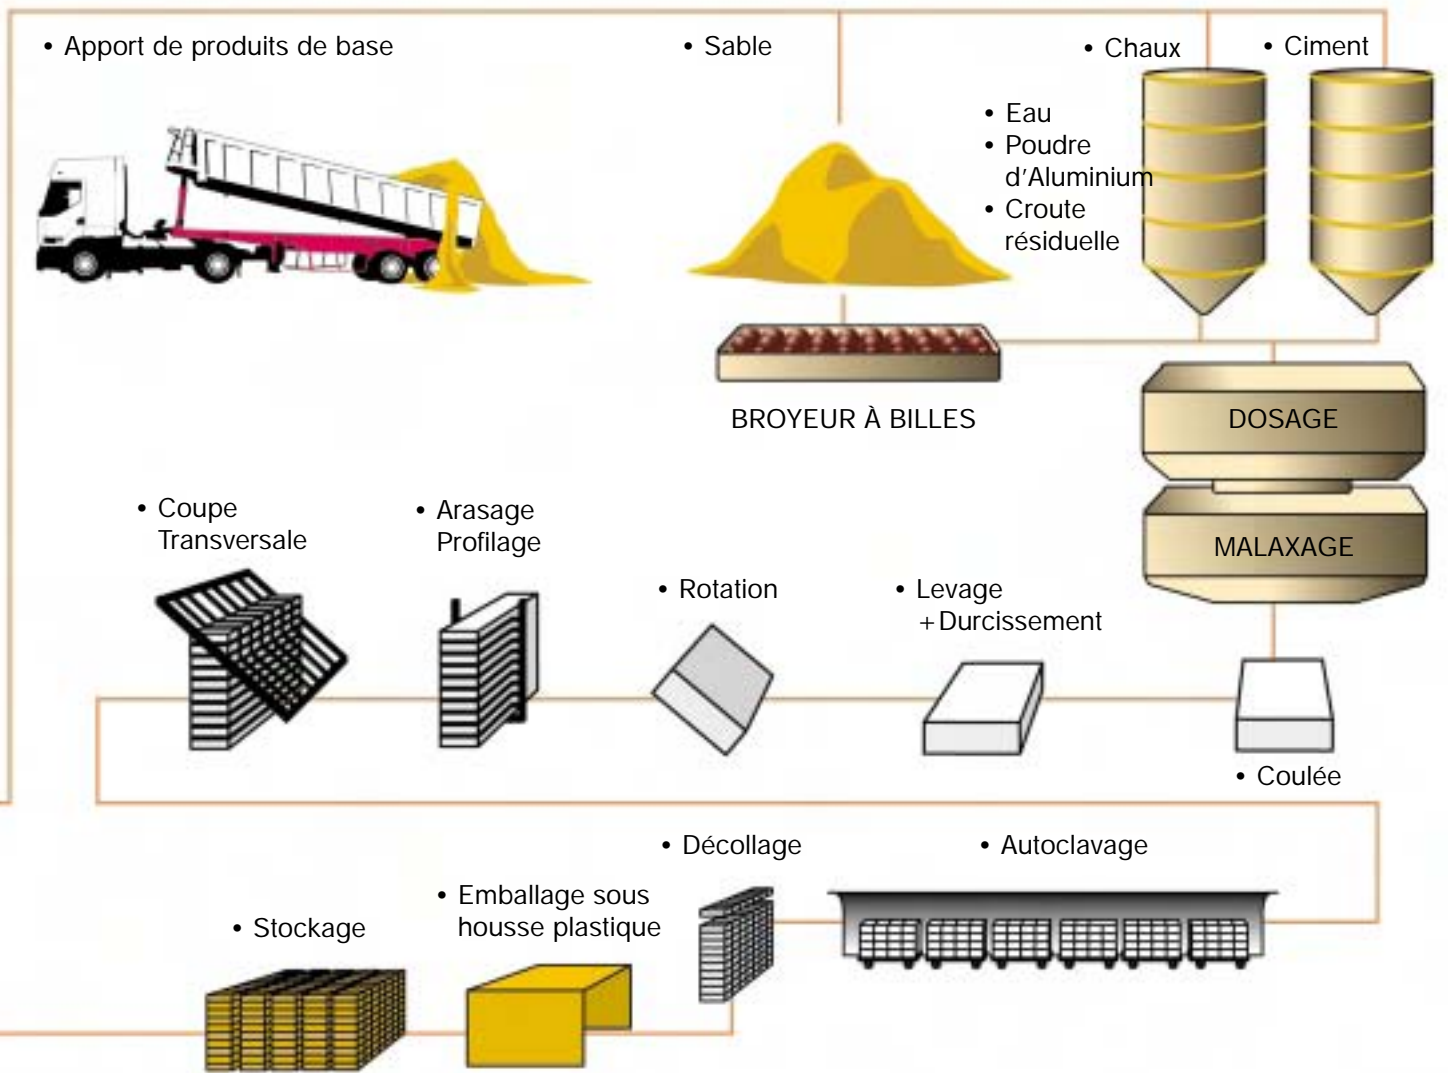 • Apport de produits de base
• Sable
• Chaux
• Ciment
• Eau
• Poudre
d'Aluminium
• Croute
résiduelle
BROYEUR À BILLES
DOSAGE
MALAXAGE
• Coupe
Transversale
• Arasage
Profilage
• Rotation
• Levage
+Durcissement
• Coulée
• Décollage
• Autoclavage
• Stockage
• Emballage sous
housse plastique